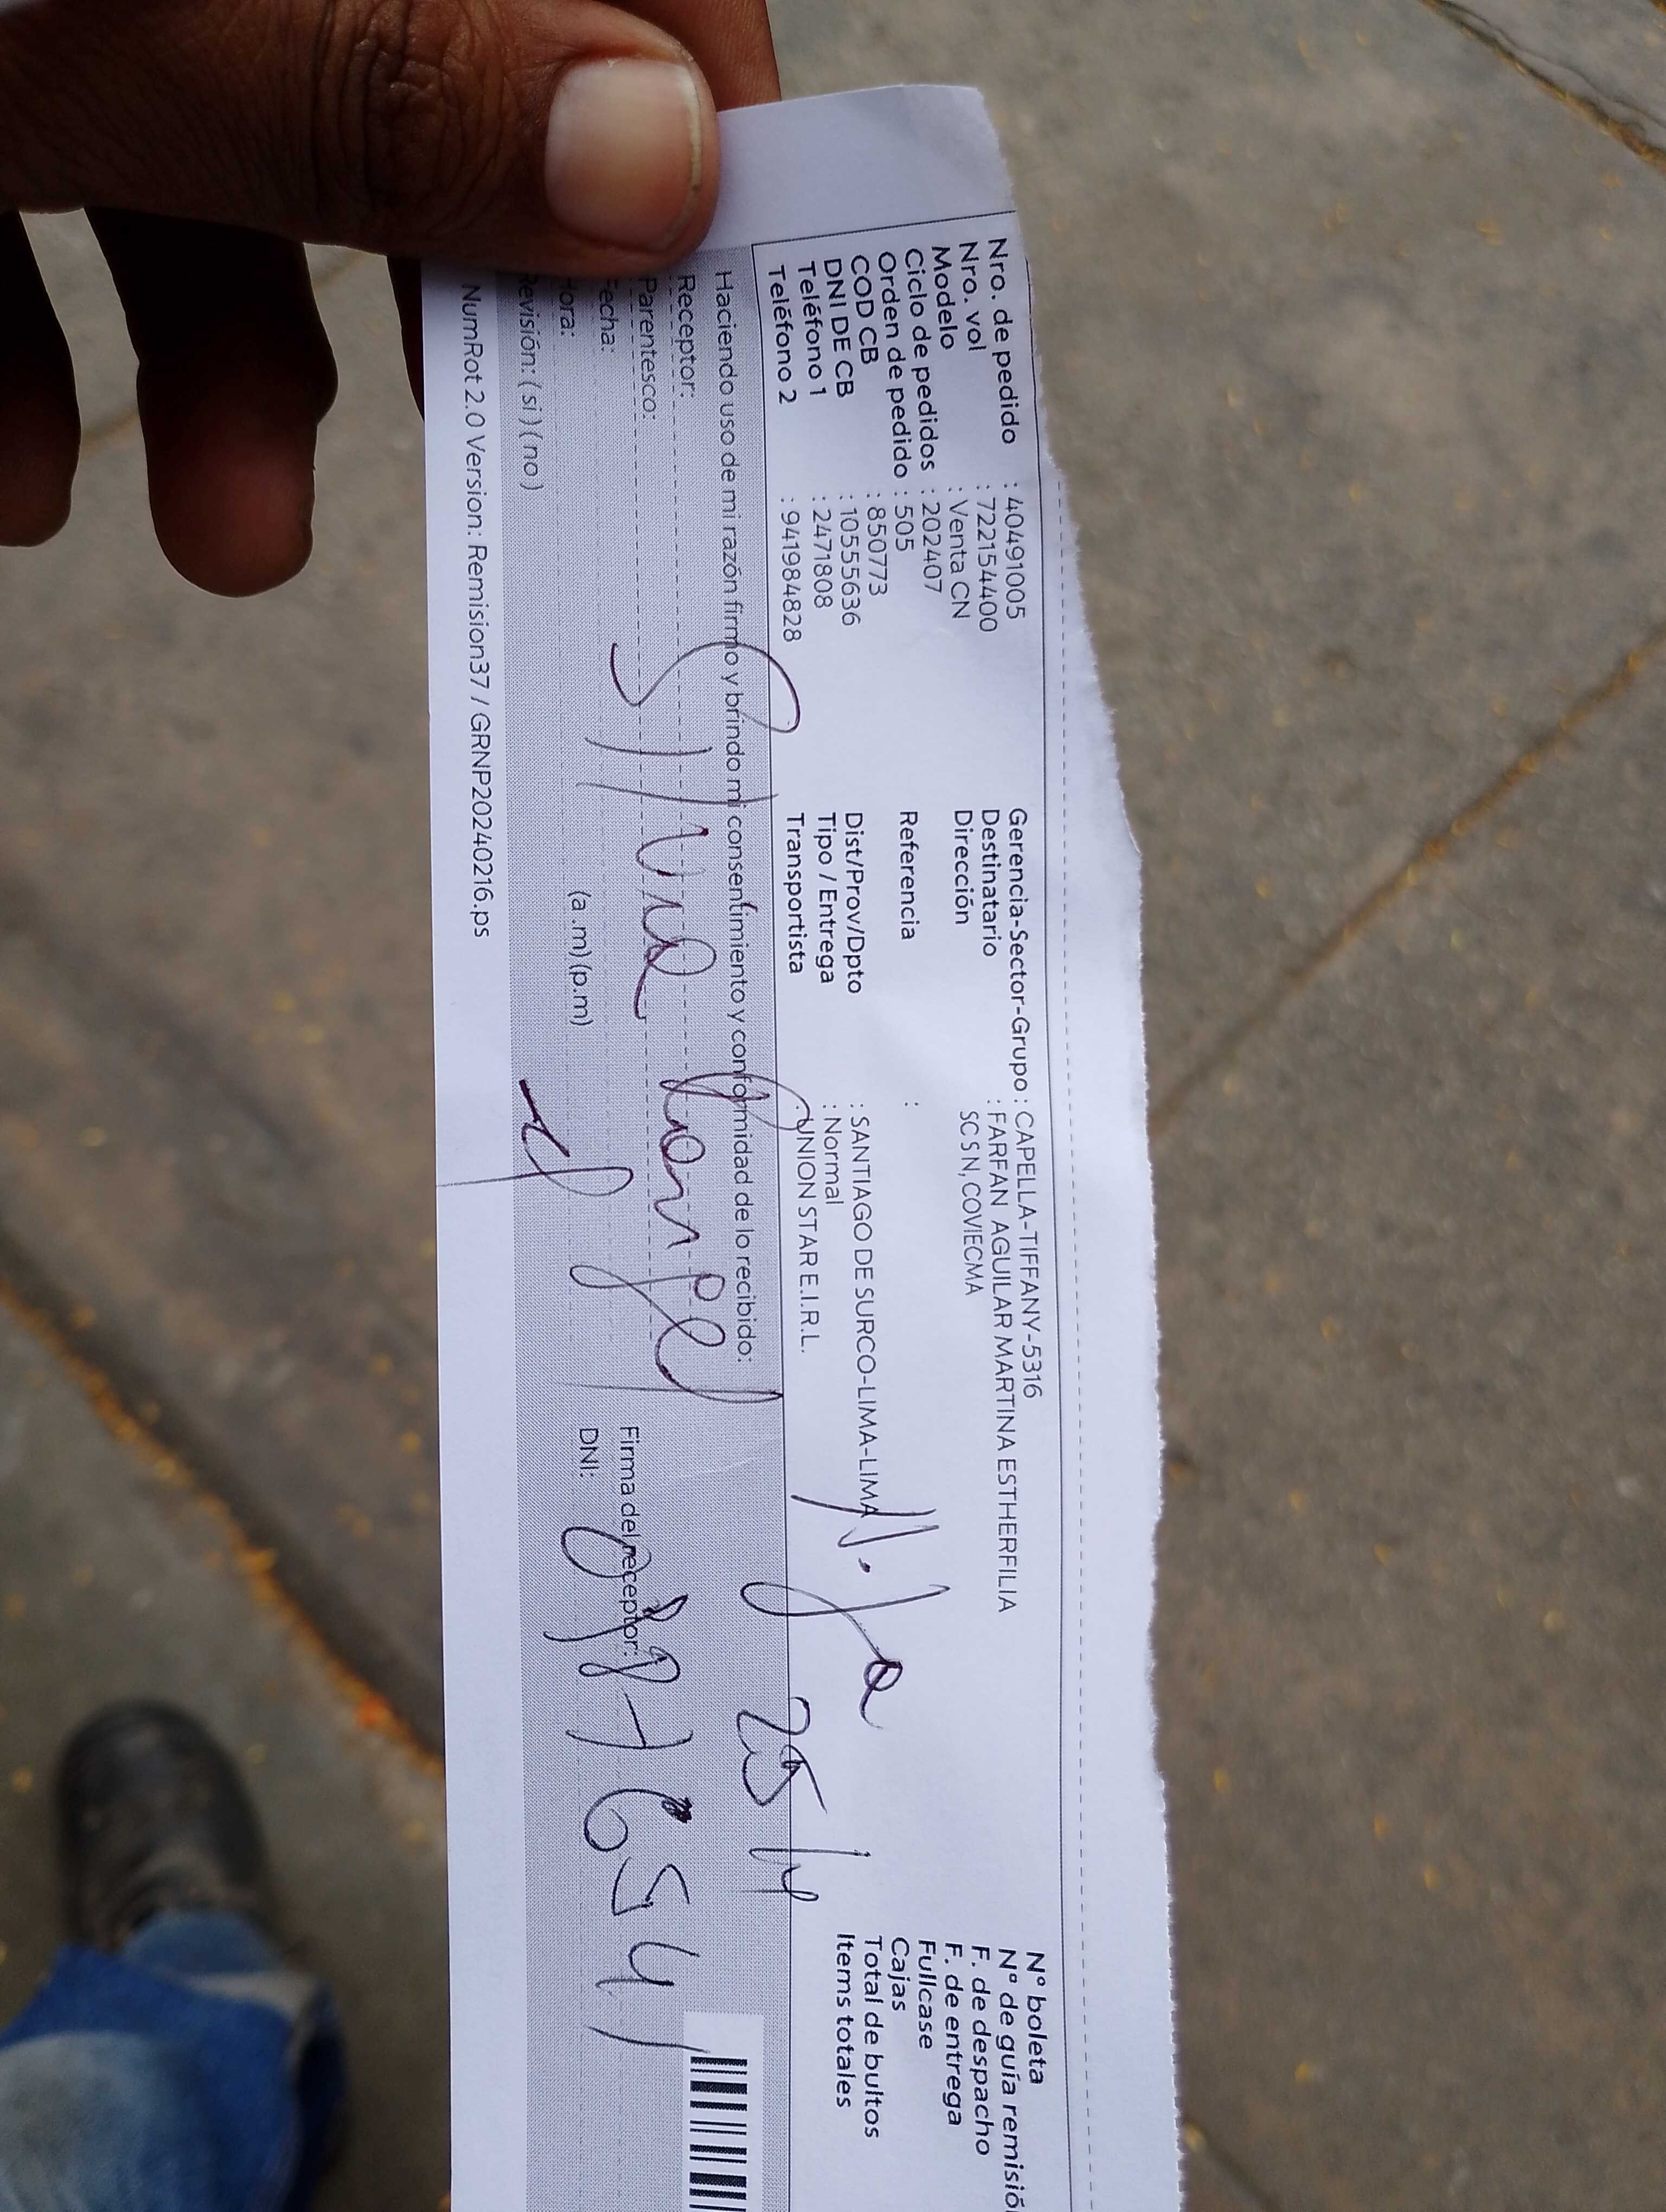 Nro. de pedido : 40491005
Nro. vol : 722154400
Modelo : Venta CN
Ciclo de pedidos : 202407
Orden de pedido : 505
COD CB : 850773
DNI DE CB : 10555636
Teléfono 1 : 2471808
Teléfono 2 : 941984828
Gerencia-Sector-Grupo : CAPELLA-TIFFANY-5316
Destinatario : FARFAN AGUILAR MARTINA ESTHERFILIA
Dirección SC S N, COVIECMA
Referencia :
Dist/Prov/Dpto : SANTIAGO DE SURCO-LIMA-LIMA
Tipo / Entrega : Normal
Transportista : UNION STAR E.I.R.L.
N° boleta
N° de guía remisió
F. de despacho
F. de entrega
Fullcase
Cajas
Total de bultos
Items totales
Haciendo uso de mi razón firmo y brindo mi consentimiento y conformidad de lo recibido:
25
Receptor:
Parentesco:
Fecha:
Hora: (a.m) (p.m)
Revisión: (si) (no)
Firma del receptor:
DNI:
NumRot 2.0 Version: Remision37 / GRNP20240216.ps